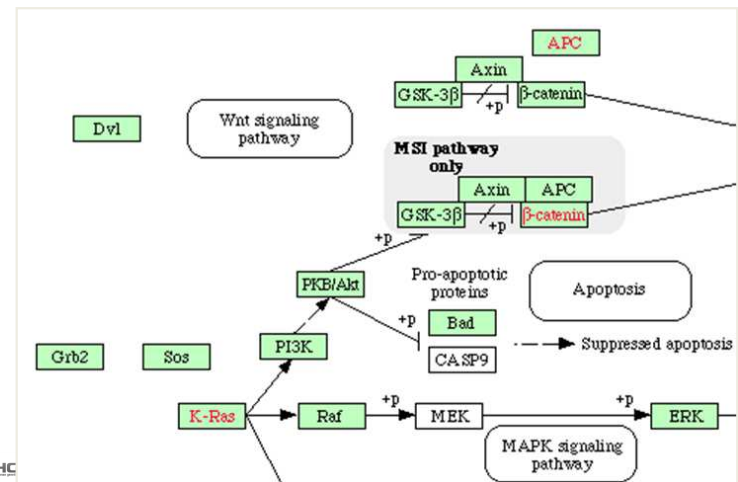 APC
Axin
GSK-3β
+p
β-catenin
Dvl
Wnt signaling
pathway
MSI pathway
only
Axin
APC
GSK-3β
+p
β-catenin
+p
PKB/Akt
Pro-apoptotic
proteins
Apoptosis
+p
Bad
CASP9
Suppressed apoptosis
Grb2
Sos
PI3K
K-Ras
Raf
+p
MEK
+p
ERK
MAPK signaling
pathway